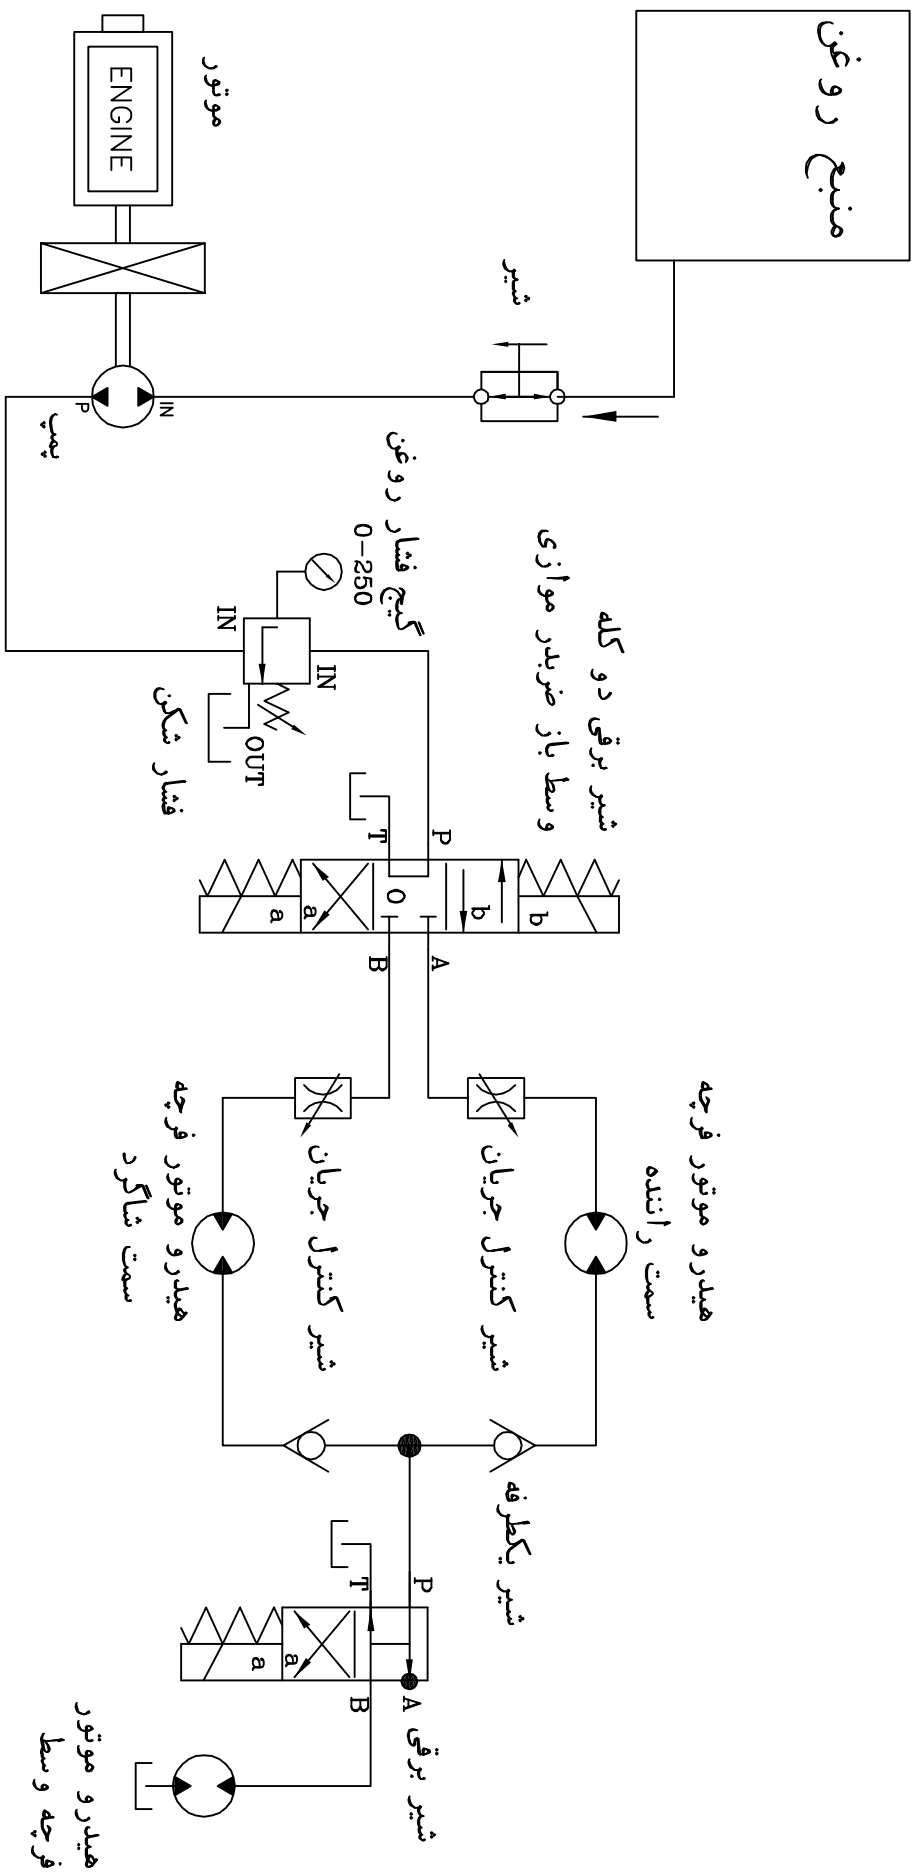 منبع روغن
موتور
ENGINE
شیر
IN
P
پمپ
گیج فشار روغن
0-250
IN
IN
OUT
فشار شکن
شیر برقی دو کله
وسط باز ضربدر موازی
P
T
a
a
O
b
b
A
B
شیر کنترل جریان
شیر کنترل جریان
هیدرو موتور فرچه
سمت راننده
هیدرو موتور فرچه
سمت شاگرد
شیر یکطرفه
P
T
a
a
A
B
شیر برقی
هیدرو موتور
فرچه وسط